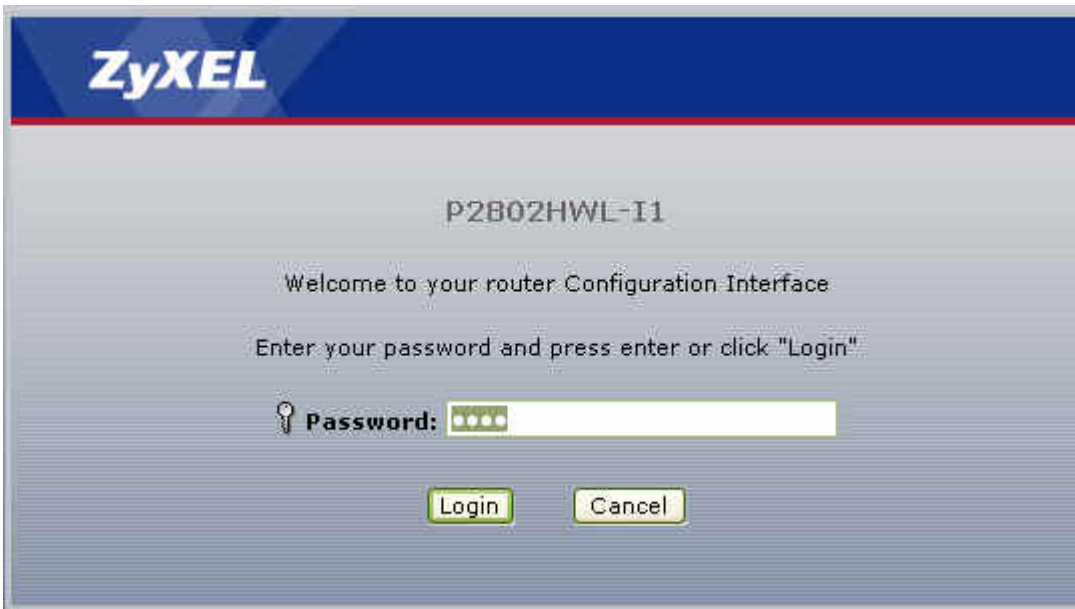 ZyXEL
P2802HWL-I1
Welcome to your router Configuration Interface
Enter your password and press enter or click "Login"
Password: ••••
Login Cancel